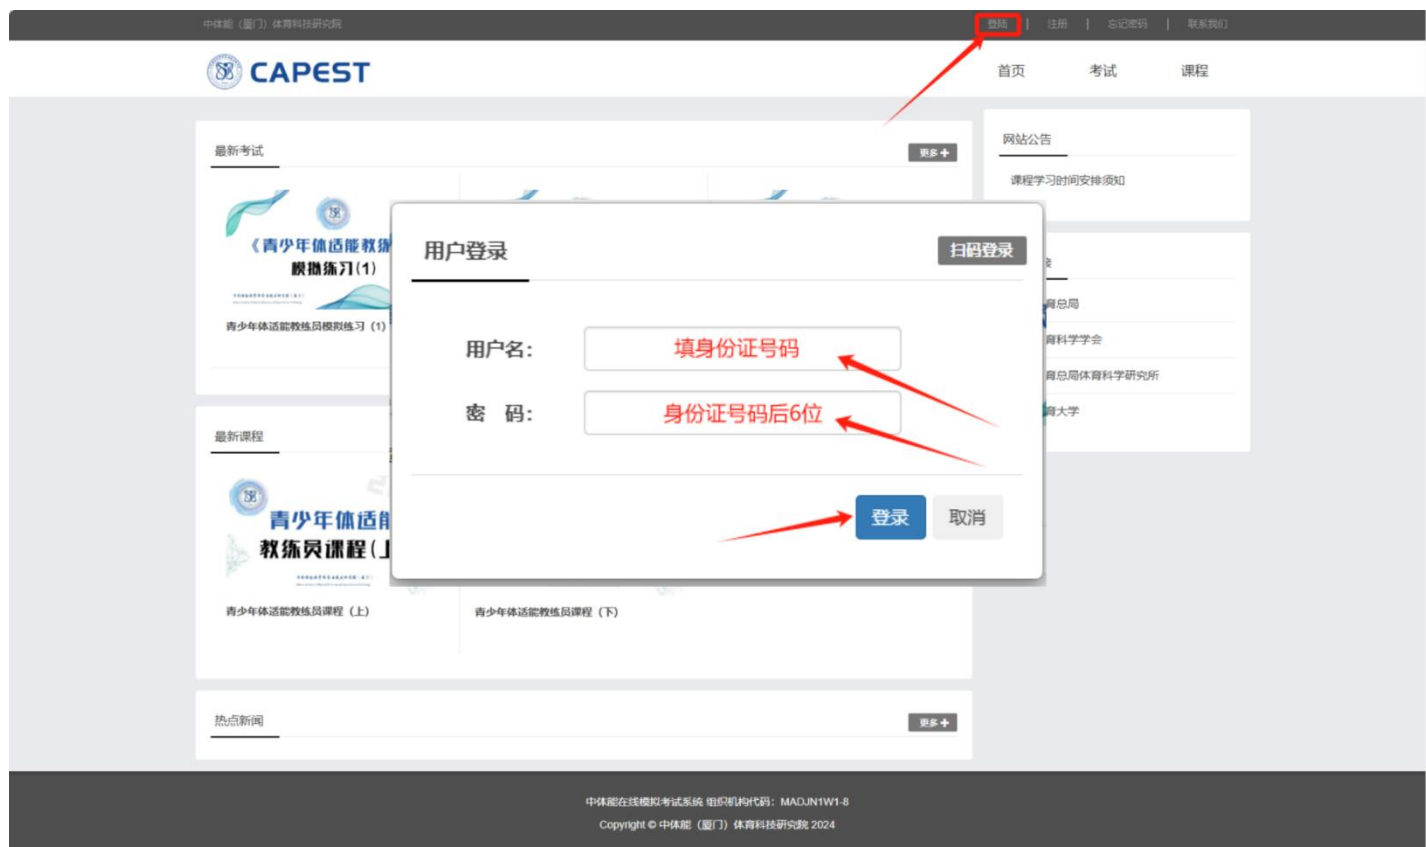 中体能（厦门）体育科技研究院
登陆 | 注册 | 忘记密码 | 联系我们
CAPEST
首页 考试 课程
最新考试
更多+
《青少年体适能教练
模拟练习(1)
青少年体适能教练员模拟练习（1）
网站公告
课程学习时间安排须知
育总局
育科学学会
育总局体育科学研究所
育大学
用户登录
扫码登录
用户名：
填身份证号码
密 码：
身份证号码后6位
登录
取消
最新课程
青少年体适能
教练员课程(上
青少年体适能教练员课程（上）
青少年体适能教练员课程（下）
热点新闻
更多+
中体能在线模拟考试系统 组织机构代码：MADJN1W1-8
Copyright © 中体能（厦门）体育科技研究院 2024